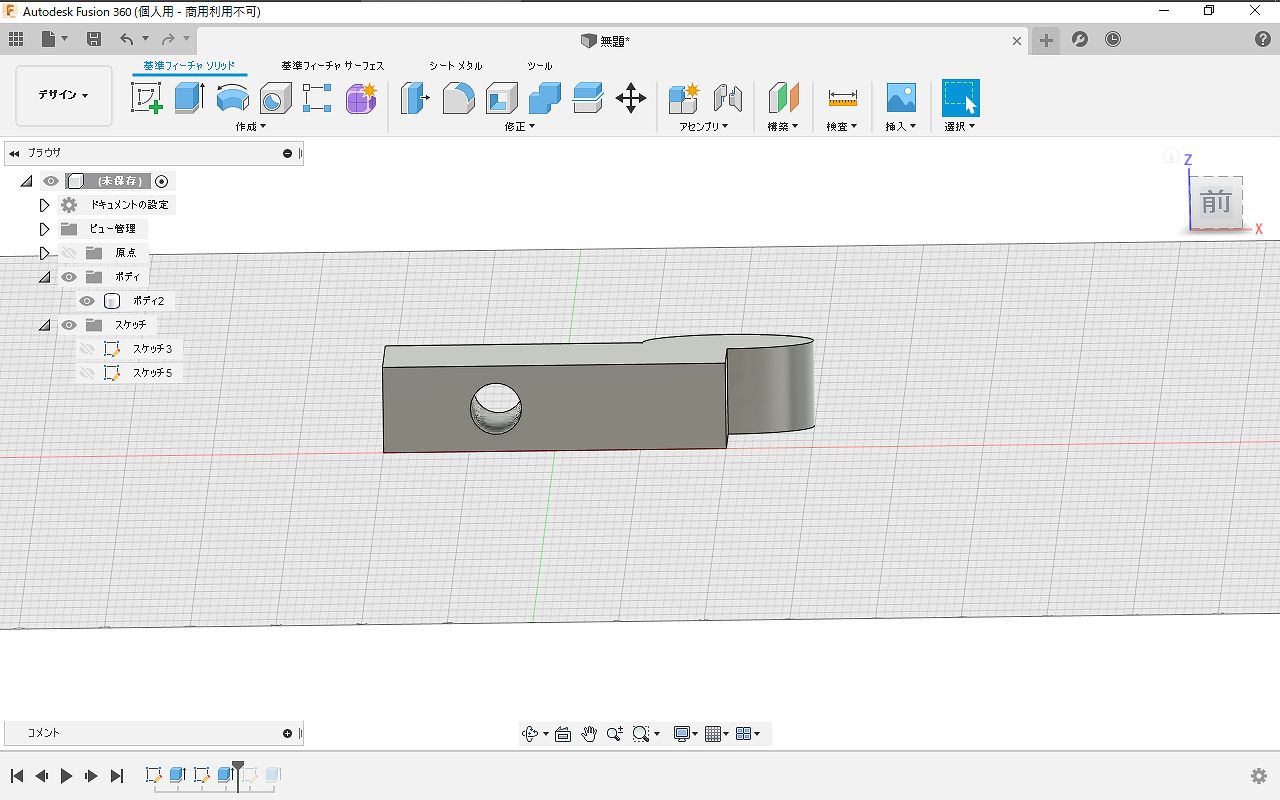 Autodesk Fusion 360 (個人用 - 商用利用不可)
無題*
基準フィーチャ ソリッド
基準フィーチャ サーフェス
シート メタル
ツール
デザイン
作成
修正
アセンブリ
構築
検査
挿入
選択
ブラウザ
(未保存)
ドキュメントの設定
ビュー管理
原点
ボディ
ボディ2
スケッチ
スケッチ3
スケッチ5
Z
前
X
コメント